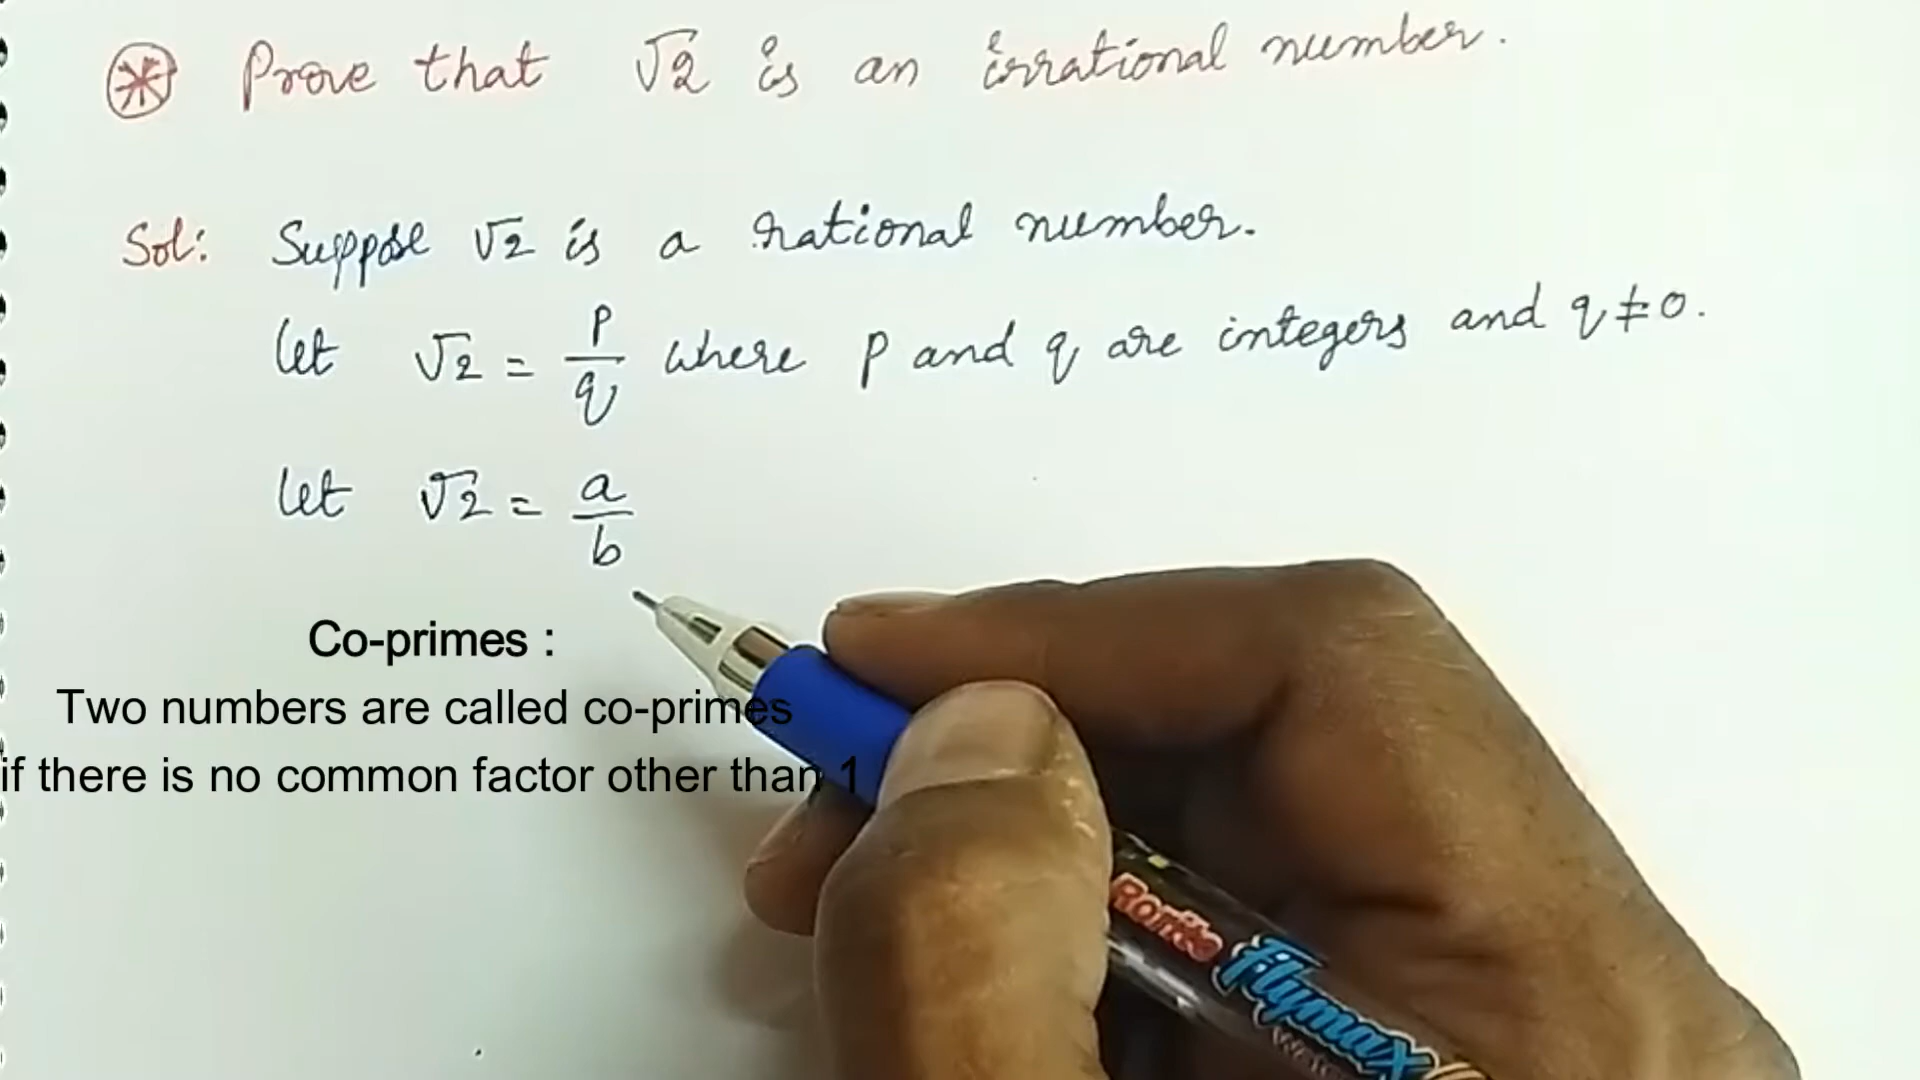 Prove that √2 is an irrational number.
Sol: Suppose √2 is a rational number.
let √2 = p/q where p and q are integers and q ≠ 0.
let √2 = a/b
Co-primes :
Two numbers are called co-primes
if there is no common factor other than 1
Rorito
Flymax